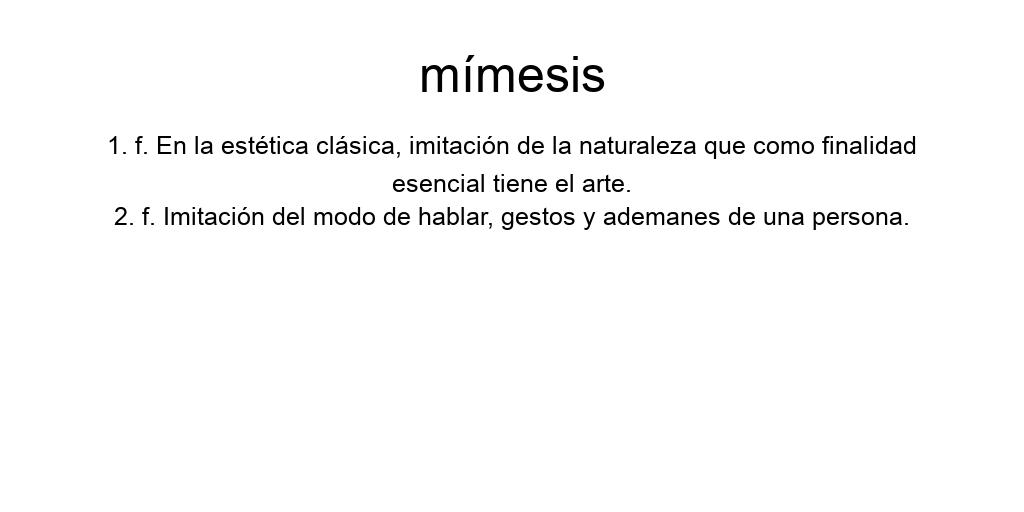 mímesis
1. f. En la estética clásica, imitación de la naturaleza que como finalidad
esencial tiene el arte.
2. f. Imitación del modo de hablar, gestos y ademanes de una persona.